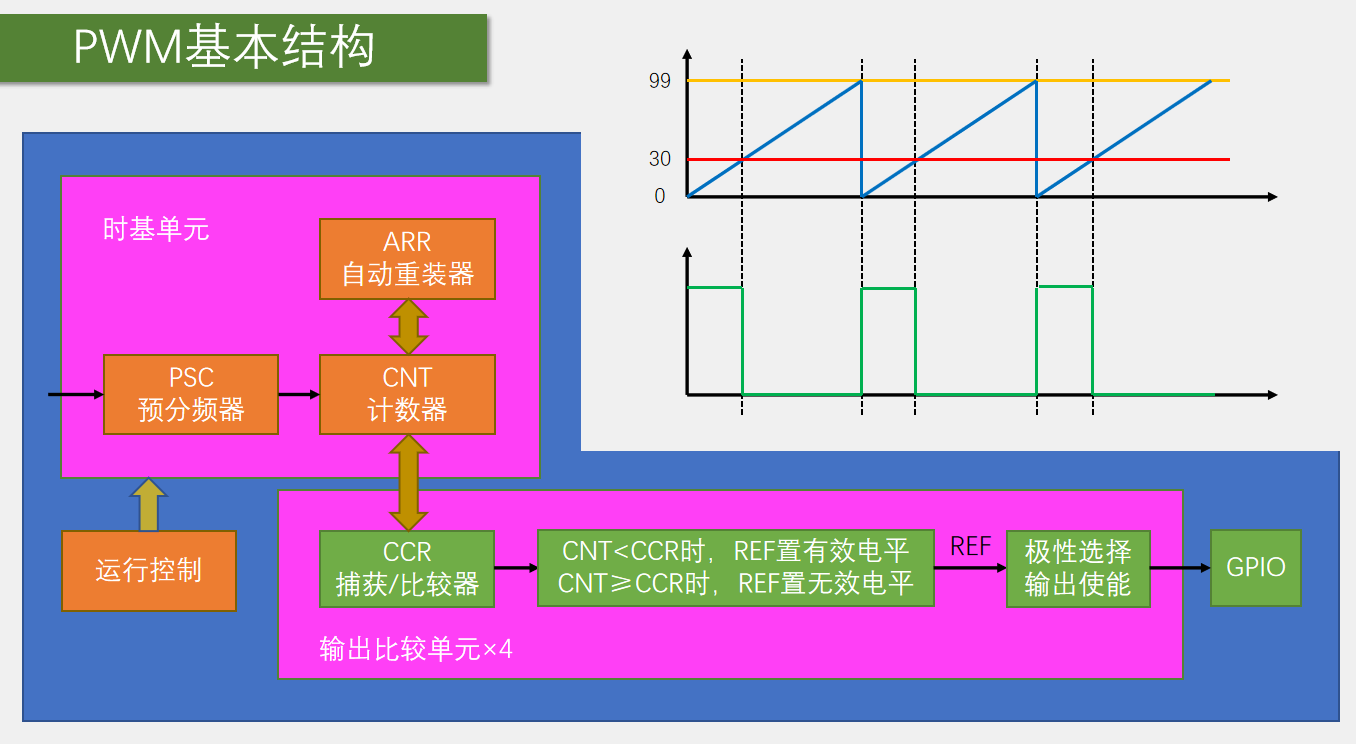 PWM基本结构
99
30
0
时基单元
ARR
自动重装器
PSC
预分频器
CNT
计数器
运行控制
CCR
捕获/比较器
CNT<CCR时，REF置有效电平
CNT≥CCR时，REF置无效电平
REF
极性选择
输出使能
GPIO
输出比较单元×4